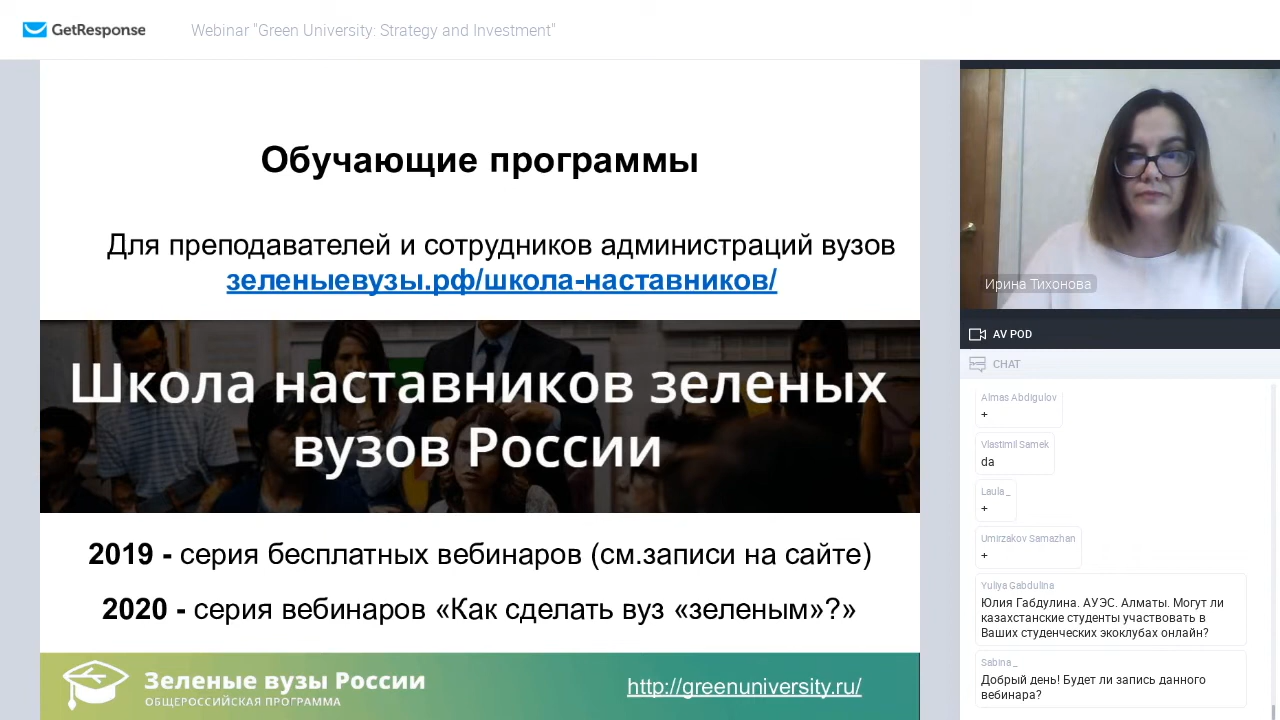 GetResponse
Webinar "Green University: Strategy and Investment"
Обучающие программы
Для преподавателей и сотрудников администраций вузов
зеленыевузы.рф/школа-наставников/
Школа наставников зеленых
вузов России
2019 - серия бесплатных вебинаров (см.записи на сайте)
2020 - серия вебинаров «Как сделать вуз «зеленым»?»
Зеленые вузы России
ОБЩЕРОССИЙСКАЯ ПРОГРАММА
http://greenuniversity.ru/
Ирина Тихонова
AV POD
CHAT
Almas Abdigulov
+
Vlastimil Samek
da
Laula _
+
Umirzakov Samazhan
+
Yuliya Gabdulina
Юлия Габдулина. АУЭС. Алматы. Могут ли
казахстанские студенты участвовать в
Ваших студенческих экоклубах онлайн?
Sabina _
Добрый день! Будет ли запись данного
вебинара?